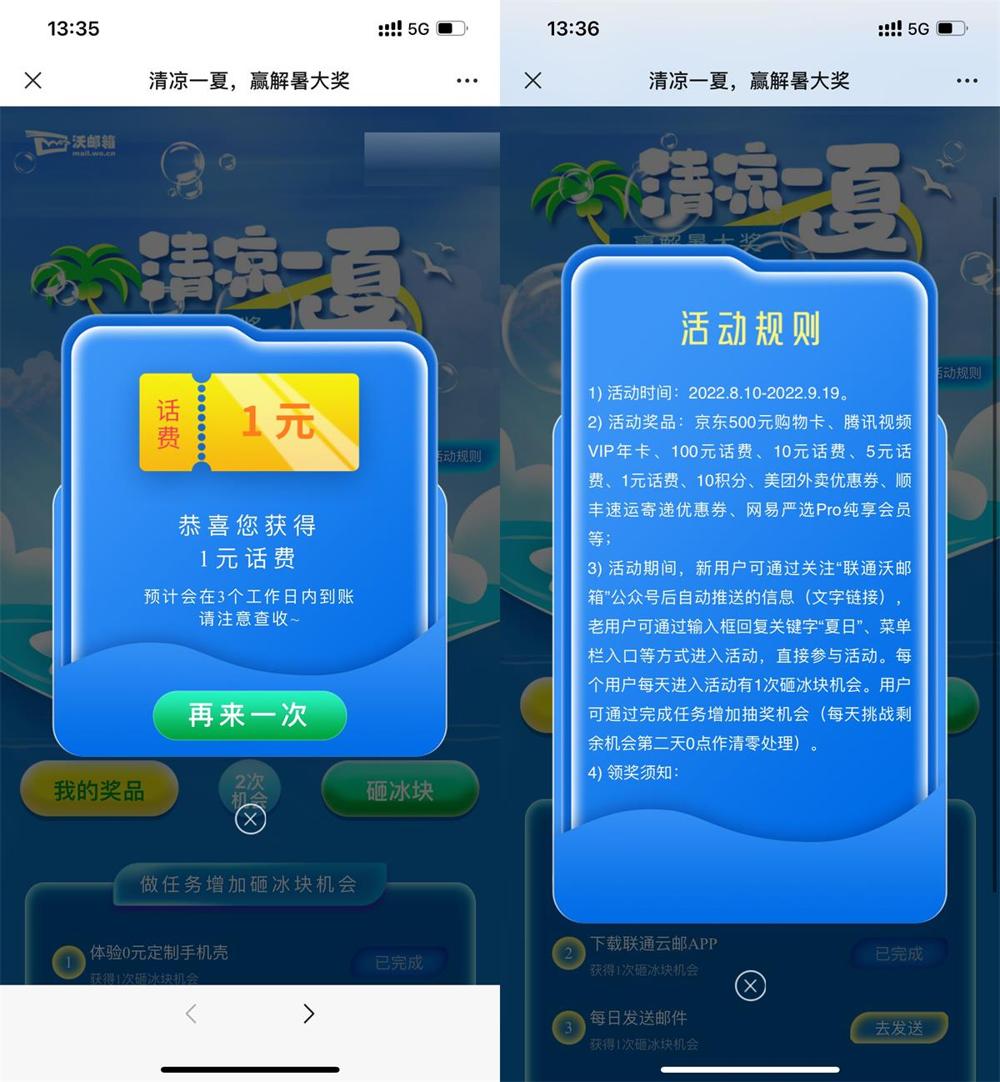 13:35
5G
清凉一夏，赢解暑大奖
沃邮箱
mail.wo.cn
清凉一夏
奖
活动规则
话费
1元
恭喜您获得
1元话费
预计会在3个工作日内到账
请注意查收~
再来一次
我的奖品
2次
机会
砸冰块
做任务增加砸冰块机会
1
体验0元定制手机壳
获得1次砸冰块机会
已完成
13:36
5G
清凉一夏，赢解暑大奖
清凉一夏
赢解暑大奖
活动规则
活动规则
1) 活动时间：2022.8.10-2022.9.19。
2) 活动奖品：京东500元购物卡、腾讯视频
VIP年卡、100元话费、10元话费、5元话
费、1元话费、10积分、美团外卖优惠券、顺
丰速运寄递优惠券、网易严选Pro纯享会员
等；
3) 活动期间，新用户可通过关注“联通沃邮
箱”公众号后自动推送的信息（文字链接），
老用户可通过输入框回复关键字“夏日”、菜单
栏入口等方式进入活动，直接参与活动。每
个用户每天进入活动有1次砸冰块机会。用户
可通过完成任务增加抽奖机会（每天挑战剩
余机会第二天0点作清零处理）。
4) 领奖须知：
2
下载联通云邮APP
获得1次砸冰块机会
已完成
3
每日发送邮件
获得1次砸冰块机会
去发送